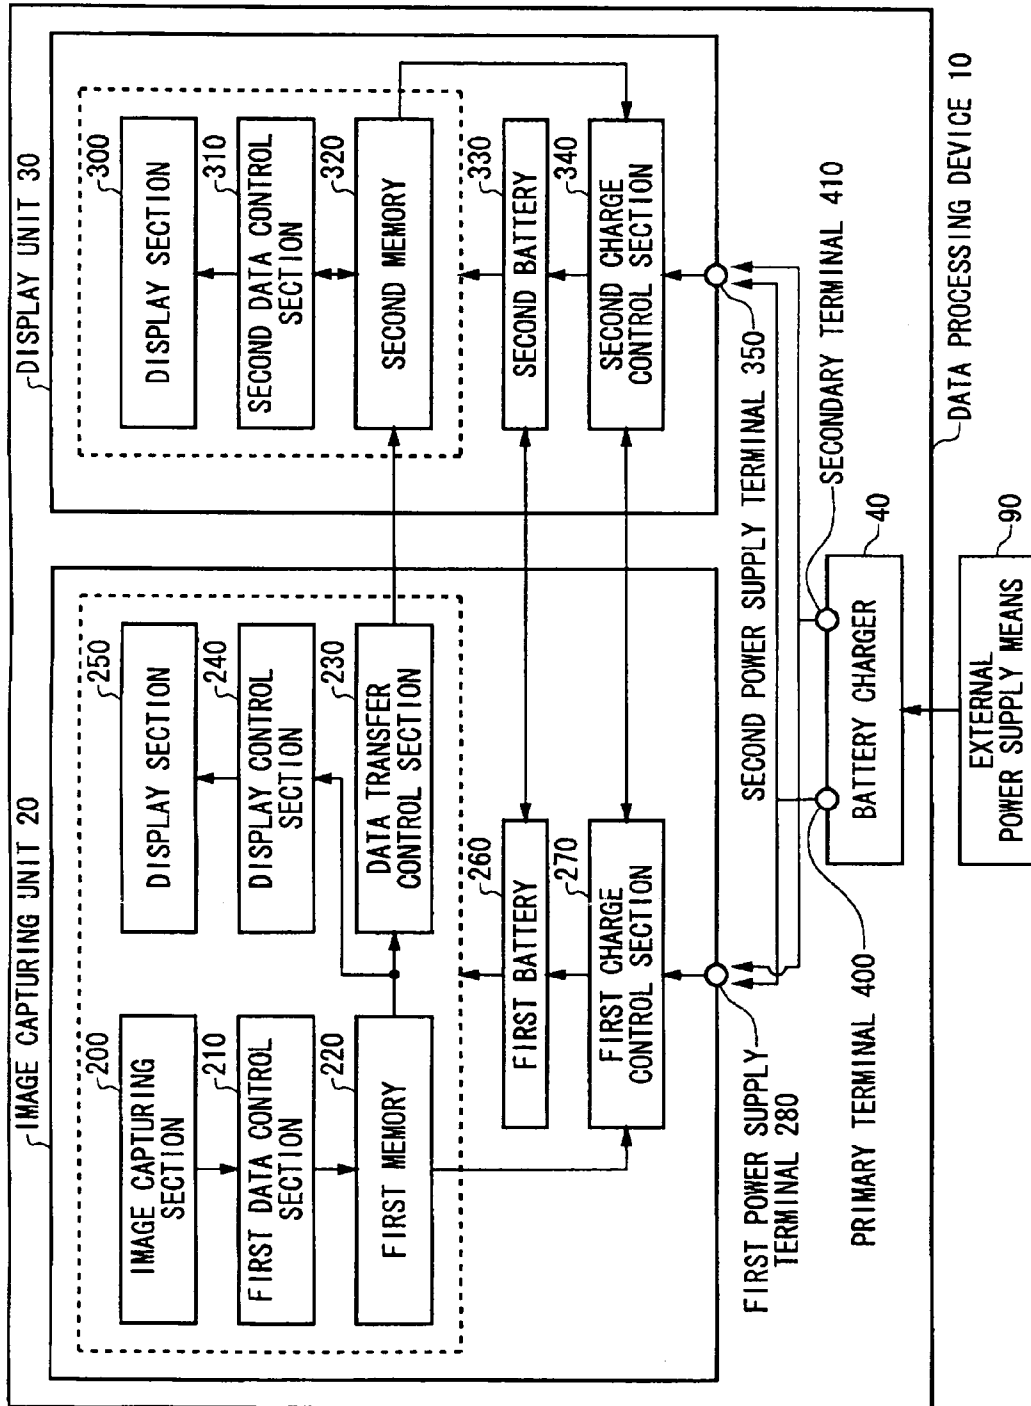 IMAGE CAPTURING UNIT 20
200
IMAGE CAPTURING
SECTION
210
FIRST DATA CONTROL
SECTION
220
FIRST MEMORY
250
DISPLAY SECTION
240
DISPLAY CONTROL
SECTION
230
DATA TRANSFER
CONTROL SECTION
260
FIRST BATTERY
270
FIRST CHARGE
CONTROL SECTION
FIRST POWER SUPPLY
TERMINAL 280
DISPLAY UNIT 30
300
DISPLAY SECTION
310
SECOND DATA CONTROL
SECTION
320
SECOND MEMORY
330
SECOND BATTERY
340
SECOND CHARGE
CONTROL SECTION
SECOND POWER SUPPLY TERMINAL 350
PRIMARY TERMINAL 400
SECONDARY TERMINAL 410
40
BATTERY CHARGER
DATA PROCESSING DEVICE 10
90
EXTERNAL
POWER SUPPLY MEANS